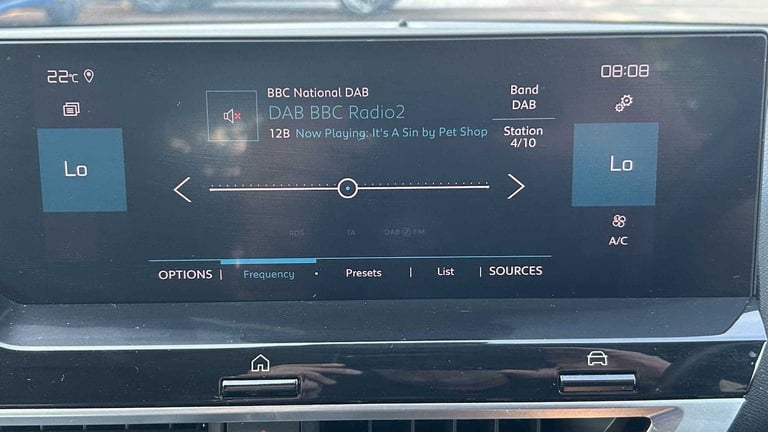 22°C
08:08
BBC National DAB
DAB BBC Radio2
12B Now Playing: It's A Sin by Pet Shop
Band
DAB
Station
4/10
Lo
Lo
A/C
RDS TA DAB FM
OPTIONS | Frequency · Presets | List | SOURCES